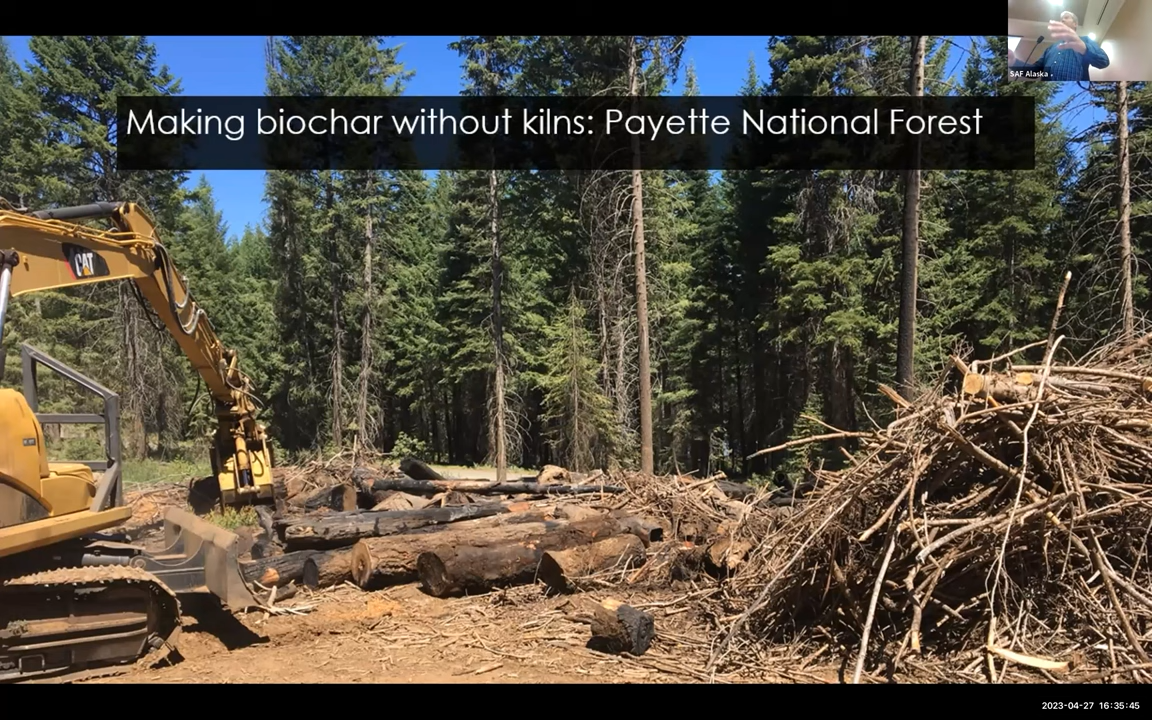 SAF Alaska
Making biochar without kilns: Payette National Forest
CAT
2023-04-27 16:35:45